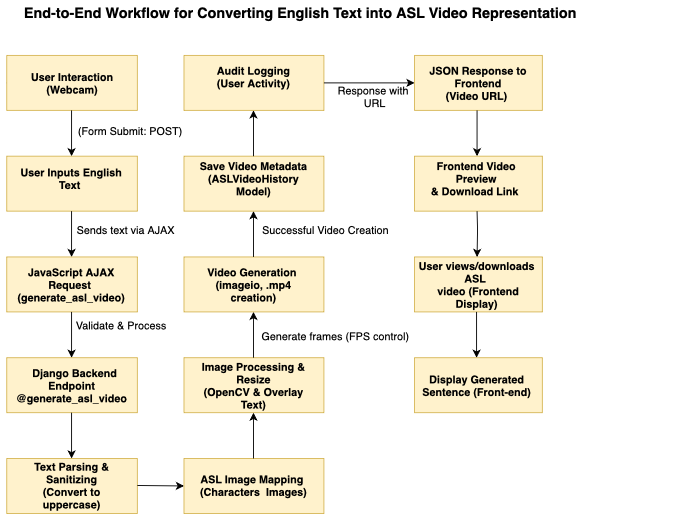 End-to-End Workflow for Converting English Text into ASL Video Representation
User Interaction
(Webcam)
(Form Submit: POST)
User Inputs English
Text
Sends text via AJAX
JavaScript AJAX
Request
(generate_asl_video)
Validate & Process
Django Backend
Endpoint
@generate_asl_video
Text Parsing &
Sanitizing
(Convert to
uppercase)
ASL Image Mapping
(Characters  Images)
Image Processing &
Resize
(OpenCV & Overlay
Text)
Generate frames (FPS control)
Video Generation
(imageio, .mp4
creation)
Successful Video Creation
Save Video Metadata
(ASLVideoHistory
Model)
Audit Logging
(User Activity)
Response with
URL
JSON Response to
Frontend
(Video URL)
Frontend Video
Preview
& Download Link
User views/downloads
ASL
video (Frontend
Display)
Display Generated
Sentence (Front-end)